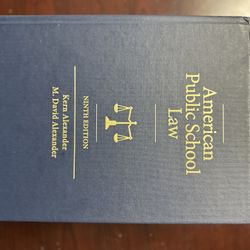 American
Public School
Law
NINTH EDITION
Kern Alexander
M. David Alexander